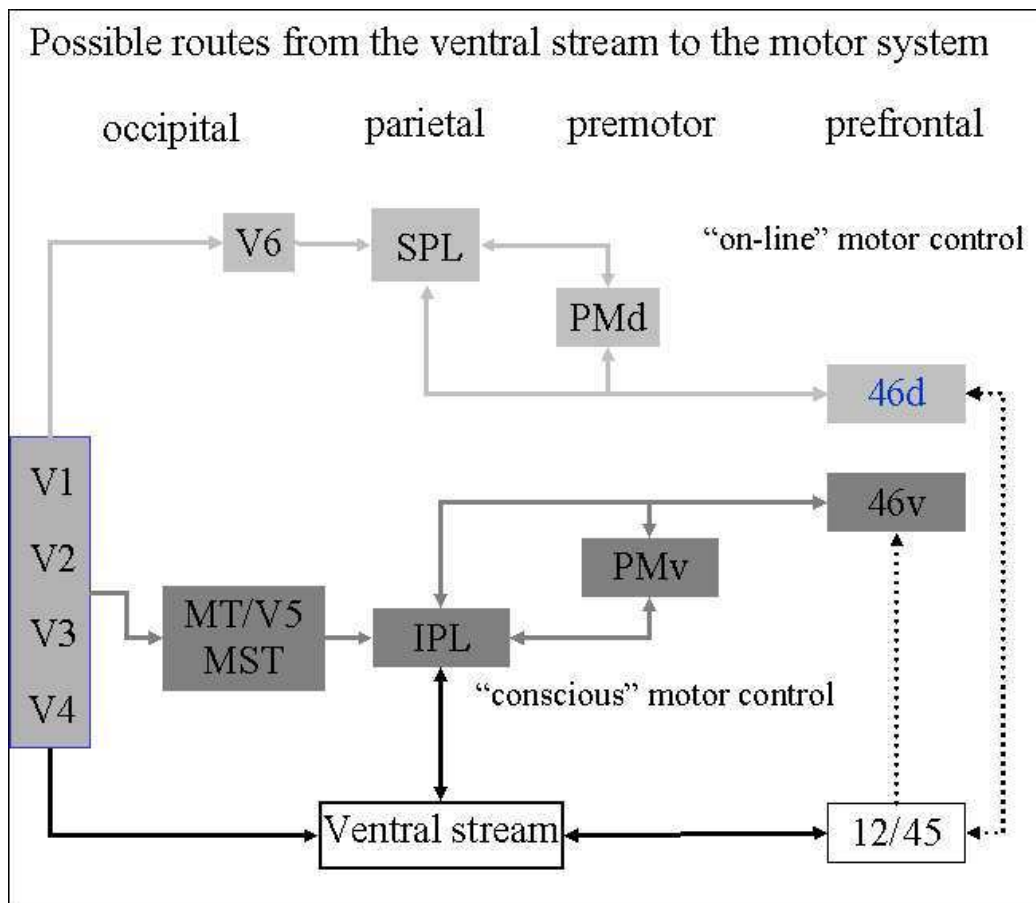 Possible routes from the ventral stream to the motor system
occipital parietal premotor prefrontal
V6 SPL “on-line” motor control
PMd
46d
V1
46v
V2
PMv
MT/V5
MST
IPL
V3
“conscious” motor control
V4
Ventral stream
12/45